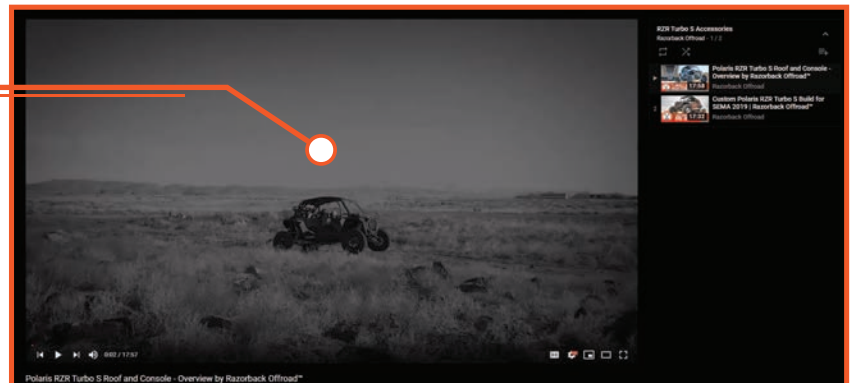 RZR Turbo S Accessories
Razorback Offroad - 1 / 2
Polaris RZR Turbo S Roof and Console -
Overview by Razorback Offroad™
17:58
Razorback Offroad
2
Custom Polaris RZR Turbo S Build for
SEMA 2019 | Razorback Offroad™
17:32
Razorback Offroad
0:02 / 17:57
Polaris RZR Turbo S Roof and Console - Overview by Razorback Offroad™